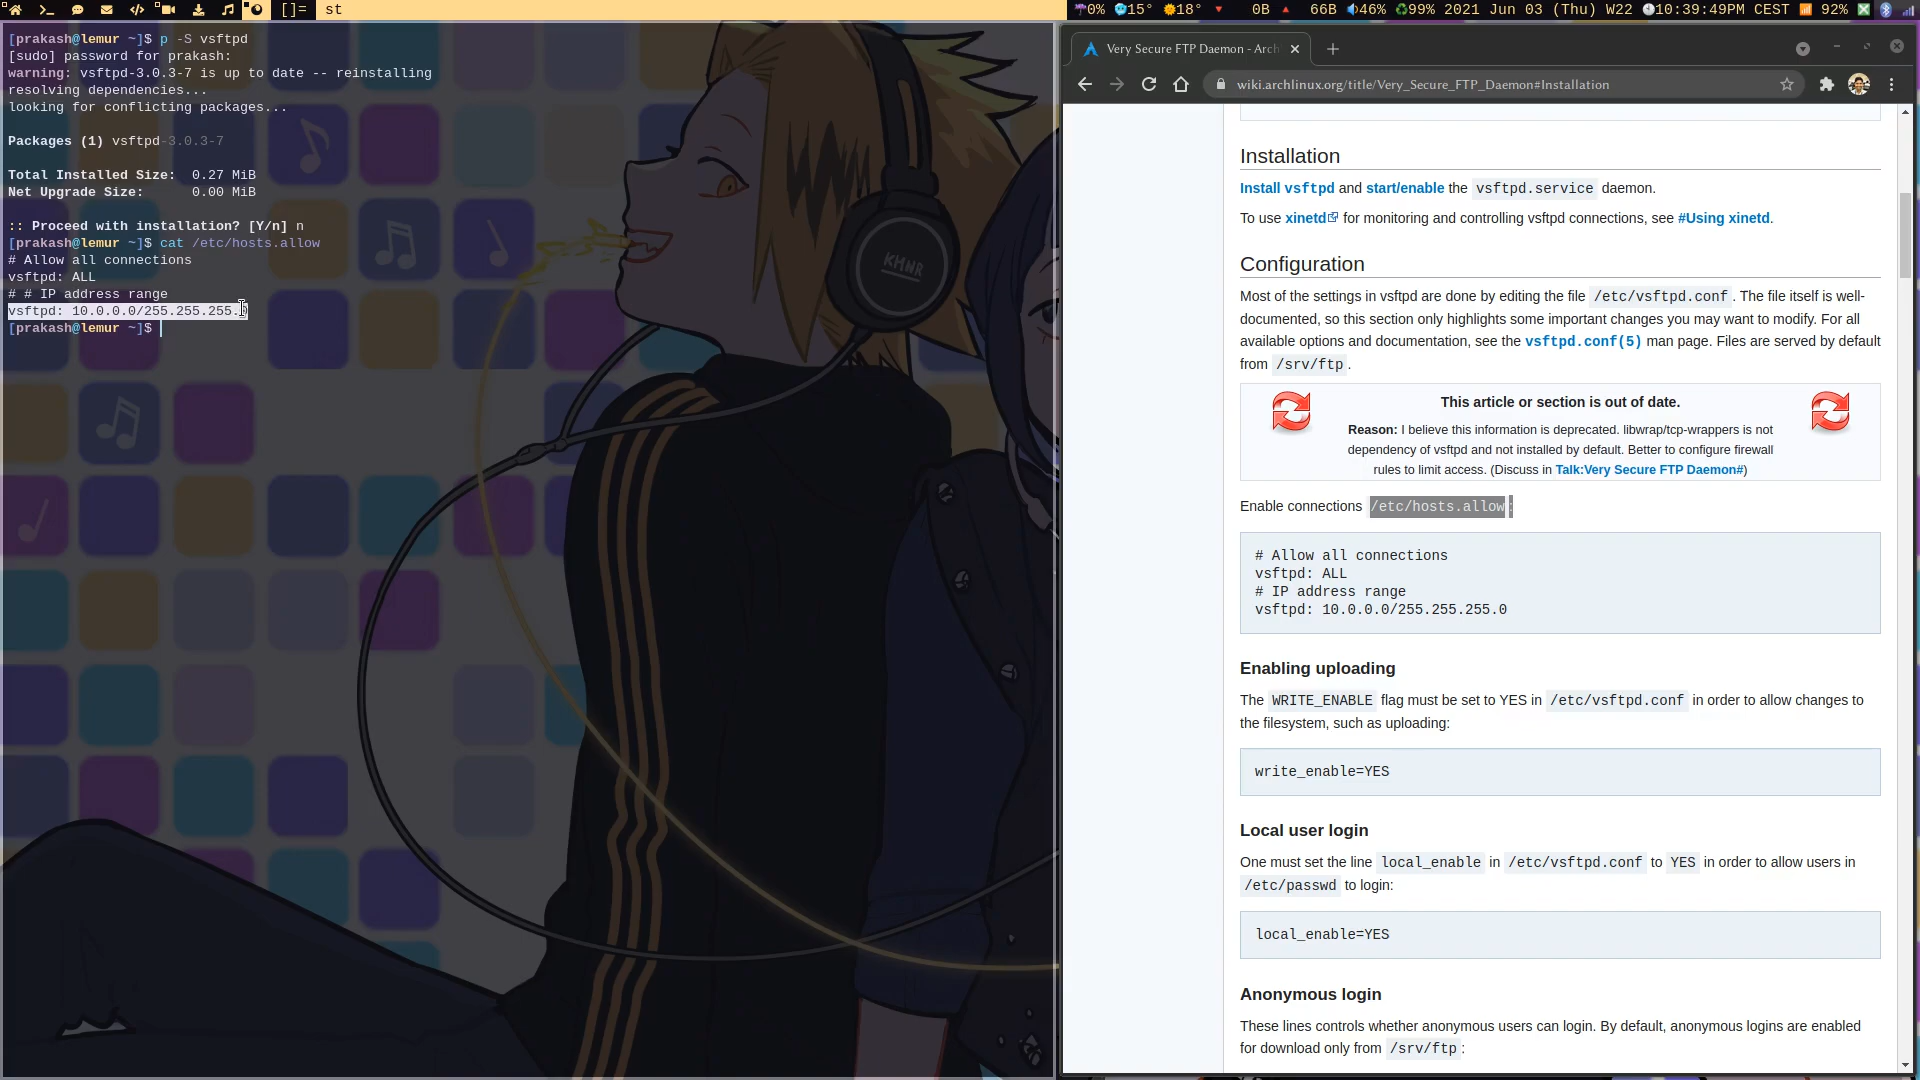 []= st 0% 15° 18° 0B 66B 46% 99% 2021 Jun 03 (Thu) W22 10:39:49PM CEST 92%
[prakash@lemur ~]$ p -S vsftpd
[sudo] password for prakash:
warning: vsftpd-3.0.3-7 is up to date -- reinstalling
resolving dependencies...
looking for conflicting packages...
Packages (1) vsftpd-3.0.3-7
Total Installed Size:  0.27 MiB
Net Upgrade Size:      0.00 MiB
:: Proceed with installation? [Y/n] n
[prakash@lemur ~]$ cat /etc/hosts.allow
# Allow all connections
vsftpd: ALL
# # IP address range
vsftpd: 10.0.0.0/255.255.255.0
[prakash@lemur ~]$
KMNR
Very Secure FTP Daemon - Arch
wiki.archlinux.org/title/Very_Secure_FTP_Daemon#Installation
Installation
Install vsftpd and start/enable the vsftpd.service daemon.
To use xinetd for monitoring and controlling vsftpd connections, see #Using xinetd.
Configuration
Most of the settings in vsftpd are done by editing the file /etc/vsftpd.conf. The file itself is well-
documented, so this section only highlights some important changes you may want to modify. For all
available options and documentation, see the vsftpd.conf(5) man page. Files are served by default
from /srv/ftp.
This article or section is out of date.
Reason: I believe this information is deprecated. libwrap/tcp-wrappers is not
dependency of vsftpd and not installed by default. Better to configure firewall
rules to limit access. (Discuss in Talk:Very Secure FTP Daemon#)
Enable connections /etc/hosts.allow:
# Allow all connections
vsftpd: ALL
# IP address range
vsftpd: 10.0.0.0/255.255.255.0
Enabling uploading
The WRITE_ENABLE flag must be set to YES in /etc/vsftpd.conf in order to allow changes to
the filesystem, such as uploading:
write_enable=YES
Local user login
One must set the line local_enable in /etc/vsftpd.conf to YES in order to allow users in
/etc/passwd to login:
local_enable=YES
Anonymous login
These lines controls whether anonymous users can login. By default, anonymous logins are enabled
for download only from /srv/ftp: